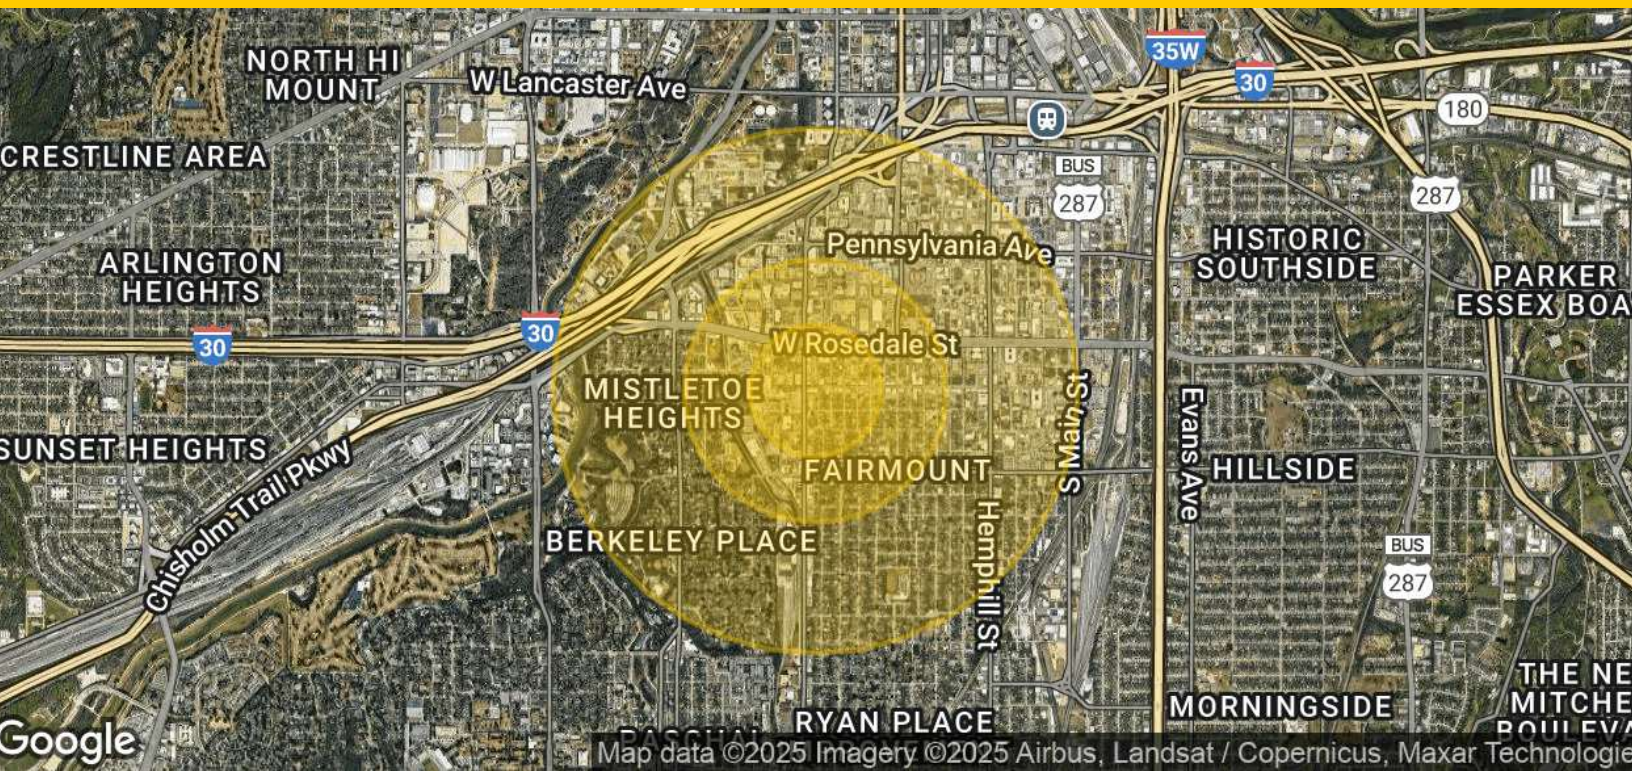 NORTH HI
MOUNT
W Lancaster Ave
35W
30
180
CRESTLINE AREA
BUS
287
287
ARLINGTON
HEIGHTS
Pennsylvania Ave
HISTORIC
SOUTHSIDE
PARKER
ESSEX BOA
30
30
W Rosedale St
MISTLETOE
HEIGHTS
SUNSET HEIGHTS
Chisholm Trail Pkwy
FAIRMOUNT
S Main St
Evans Ave
HILLSIDE
BERKELEY PLACE
Hemphill St
BUS
287
THE NE
MITCHE
BOULEVA
MORNINGSIDE
RYAN PLACE
PASCHAL
Google
Map data ©2025 Imagery ©2025 Airbus, Landsat / Copernicus, Maxar Technologie